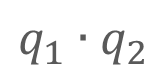 q₁ · q₂